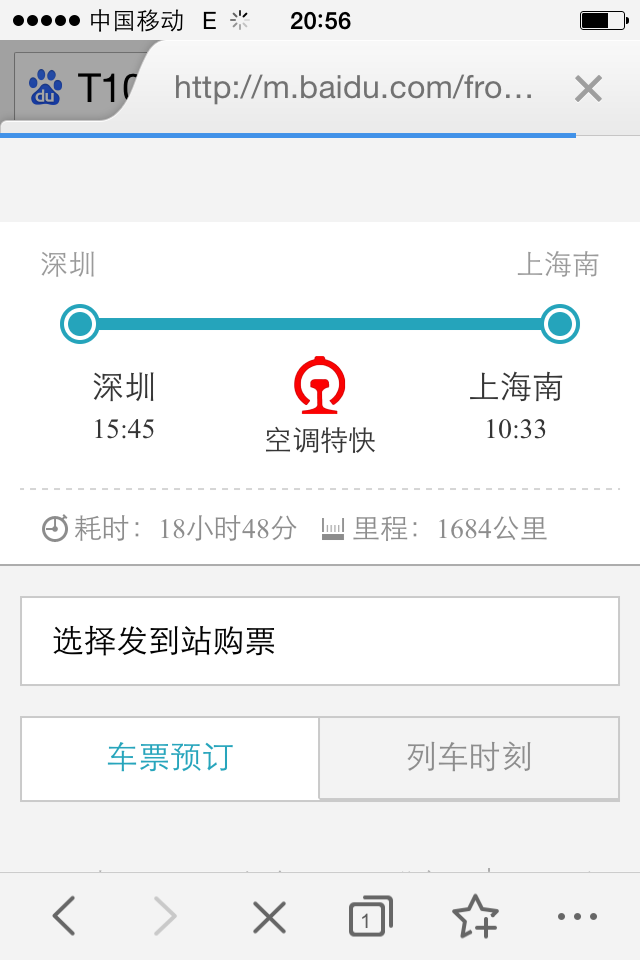 中国移动 E 20:56
du T10
http://m.baidu.com/fro...
深圳 上海南
深圳 上海南
15:45 10:33
空调特快
耗时：18小时48分 里程：1684公里
选择发到站购票
车票预订 列车时刻
1